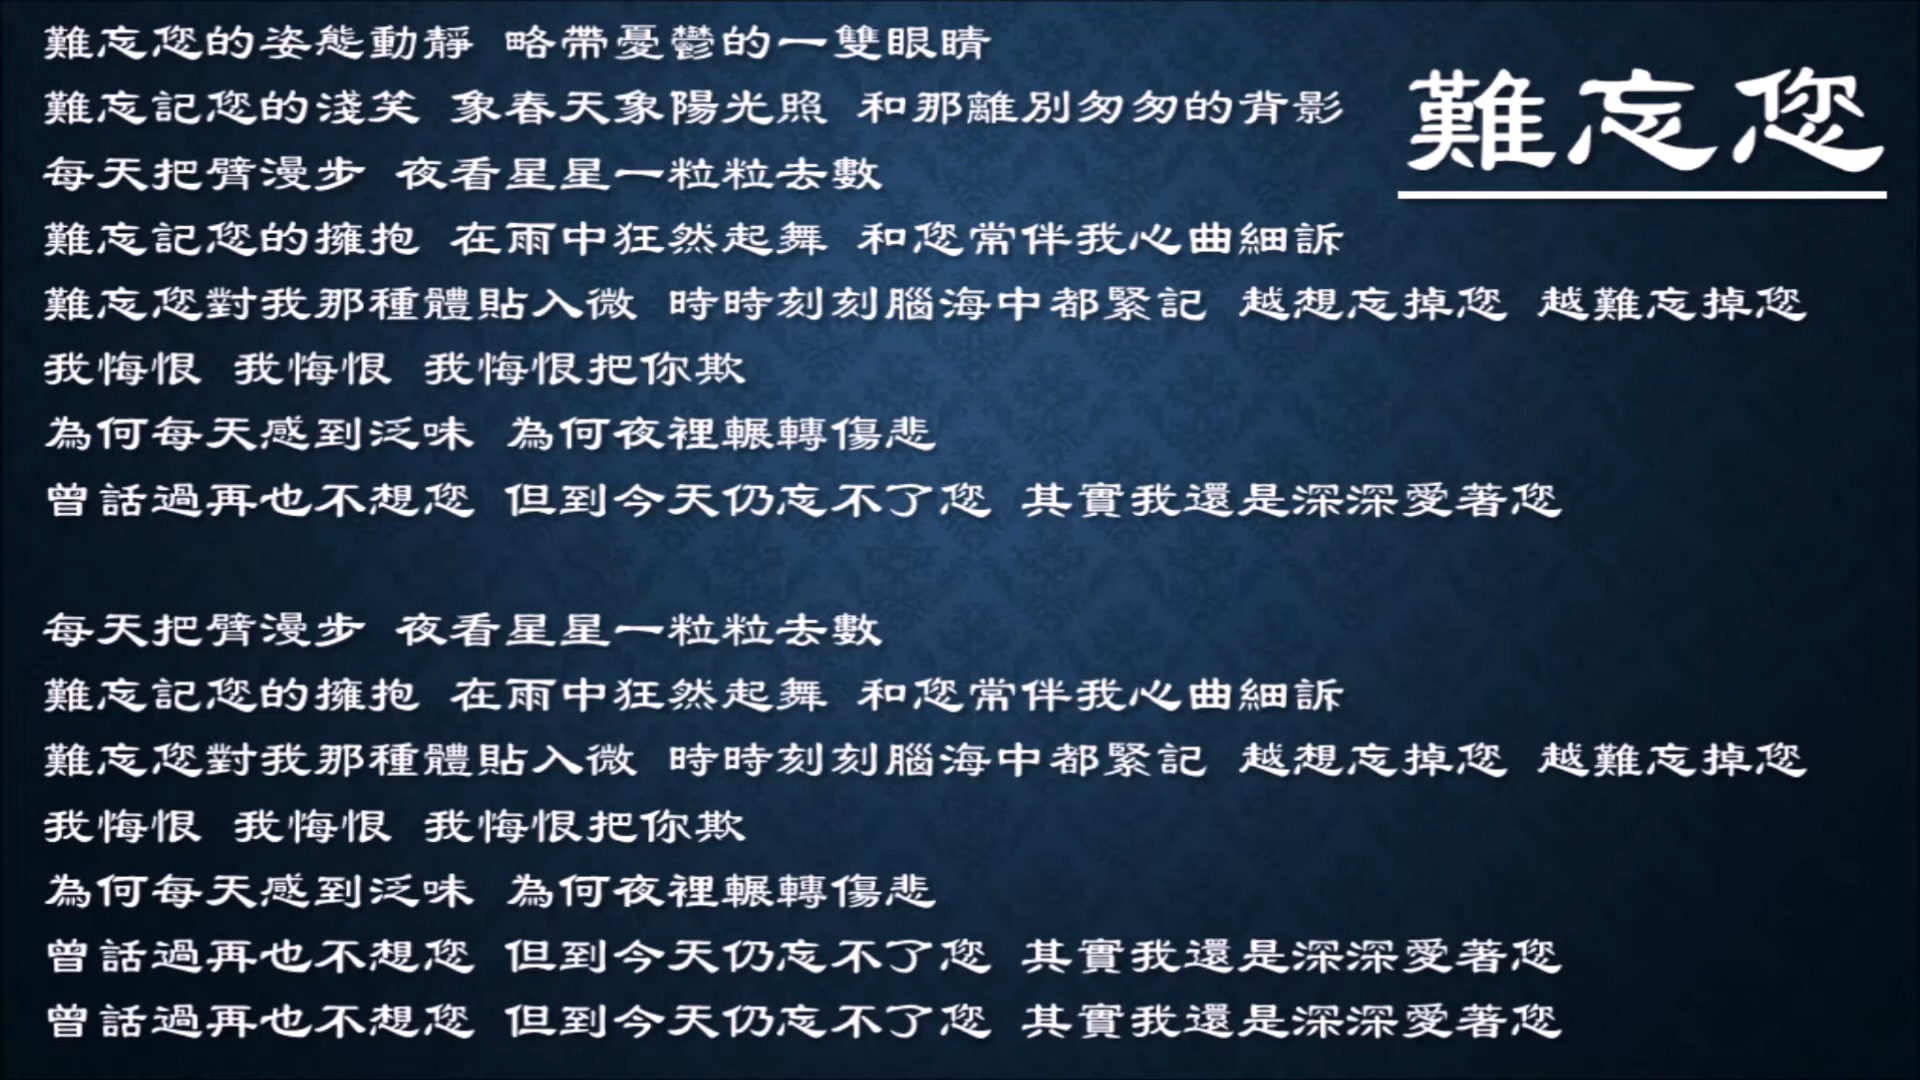 難忘您
難忘您的姿態動靜 略帶憂鬱的一雙眼睛
難忘記您的淺笑 象春天象陽光照 和那離別匆匆的背影
每天把臂漫步 夜看星星一粒粒去數
難忘記您的擁抱 在雨中狂然起舞 和您常伴我心曲細訴
難忘您對我那種體貼入微 時時刻刻腦海中都緊記 越想忘掉您 越難忘掉您
我悔恨 我悔恨 我悔恨把你欺
為何每天感到泛味 為何夜裡輾轉傷悲
曾話過再也不想您 但到今天仍忘不了您 其實我還是深深愛著您
每天把臂漫步 夜看星星一粒粒去數
難忘記您的擁抱 在雨中狂然起舞 和您常伴我心曲細訴
難忘您對我那種體貼入微 時時刻刻腦海中都緊記 越想忘掉您 越難忘掉您
我悔恨 我悔恨 我悔恨把你欺
為何每天感到泛味 為何夜裡輾轉傷悲
曾話過再也不想您 但到今天仍忘不了您 其實我還是深深愛著您
曾話過再也不想您 但到今天仍忘不了您 其實我還是深深愛著您